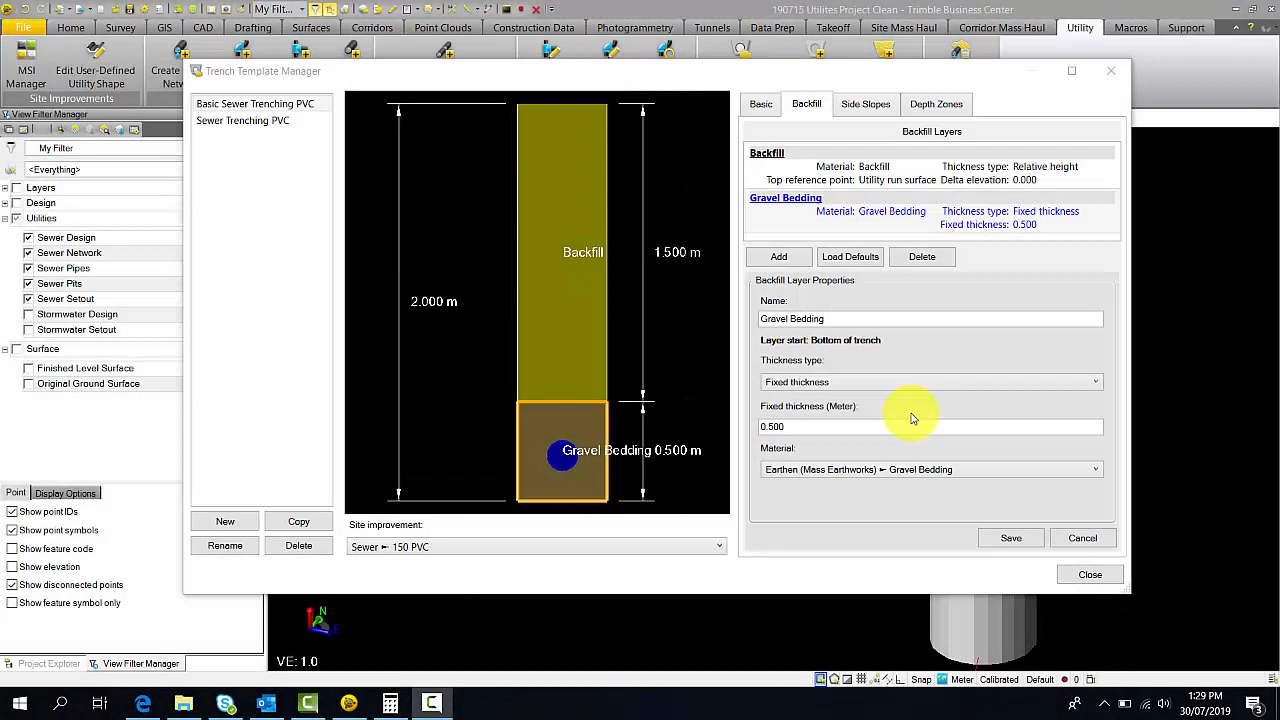 My Filt...
190715 Utilites Project Clean - Trimble Business Center
File
Home
Survey
GIS
CAD
Drafting
Surfaces
Corridors
Point Clouds
Construction Data
Photogrammetry
Tunn
Data Prep
Takeoff
Site Mass Haul
Corridor Mass Haul
Utility
Macros
Support
MSI Manager
Edit User-Defined Utility Shape
Create
Site Improvements
View Filter Manager
My Filter
<Everything>
Layers
Design
Utilities
Sewer Design
Sewer Network
Sewer Pipes
Sewer Pits
Sewer Setout
Stormwater Design
Stormwater Setout
Surface
Finished Level Surface
Original Ground Surface
Point
Display Options
Show point IDs
Show point symbols
Show feature code
Show elevation
Show disconnected points
Show feature symbol only
Project Explorer
View Filter Manager
Trench Template Manager
Basic Sewer Trenching PVC
Sewer Trenching PVC
New
Copy
Rename
Delete
Backfill
1.500 m
2.000 m
Gravel Bedding 0.500 m
Site improvement:
Sewer ► 150 PVC
Basic
Backfill
Side Slopes
Depth Zones
Backfill Layers
Backfill
Material: Backfill
Thickness type: Relative height
Top reference point: Utility run surface
Delta elevation: 0.000
Gravel Bedding
Material: Gravel Bedding
Thickness type: Fixed thickness
Fixed thickness: 0.500
Add
Load Defaults
Delete
Backfill Layer Properties
Name:
Gravel Bedding
Layer start: Bottom of trench
Thickness type:
Fixed thickness
Fixed thickness (Meter):
0.500
Material:
Earthen (Mass Earthworks) ► Gravel Bedding
Save
Cancel
Close
N
E
VE: 1.0
Snap
Meter
Calibrated
Default
0
1:29 PM
30/07/2019
3